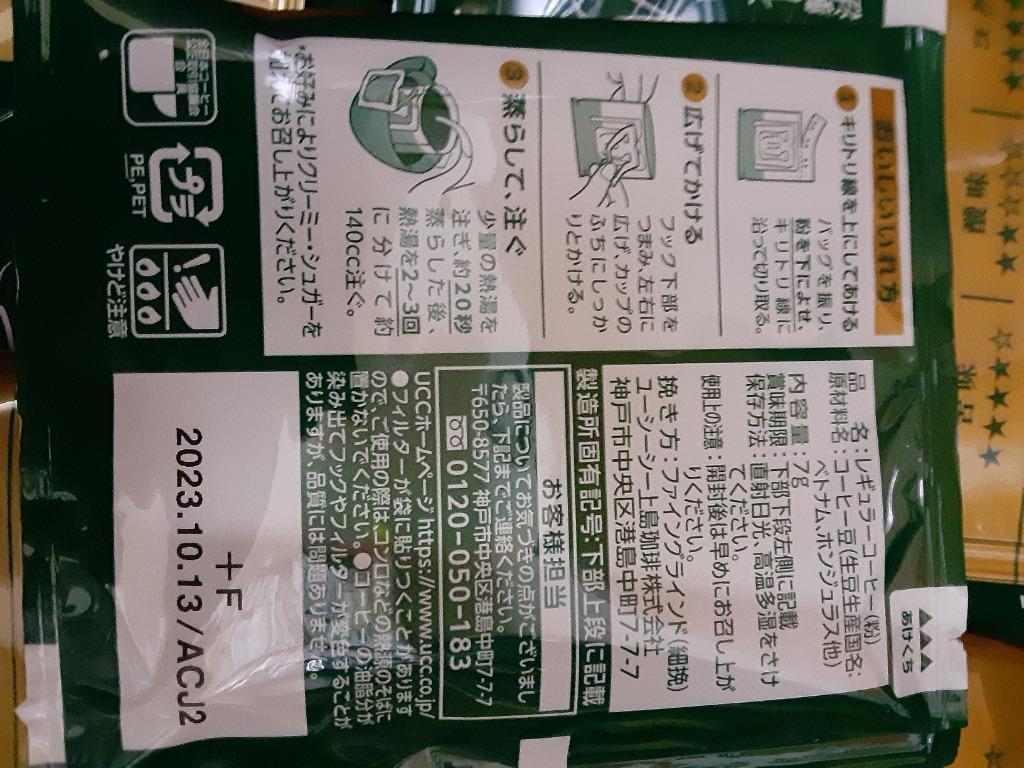 あけくち
おいしいいれ方
1 キリトリ線を上にしてあける
バッグを振り、
粉を下によせ、
キリトリ線に
沿って切り取る。
2 広げてかける
フック下部を
つまみ、左右に
広げ、カップの
ふちにしっか
りとかける。
3 蒸らして、注ぐ
少量の熱湯を
注ぎ、約20秒
蒸らした後、
熱湯を2〜3回
に分けて約
140cc注ぐ。
*お好みによりクリーミー・シュガーを
加えてお召し上がりください。
プラ
PE,PET
やけど注意
品名:レギュラーコーヒー(粉)
原材料名:コーヒー豆(生豆生産国名:
ベトナム、ホンジュラス他)
内容量:7g
賞味期限:下部下段左側に記載
保存方法:直射日光、高温多湿をさけ
てください。
使用上の注意:開封後は早めにお召し上が
りください。
挽き方:ファイングラインド(細挽)
ユーシーシー上島珈琲株式会社
神戸市中央区港島中町7-7-7
製造所固有記号:下部上段に記載
お客様担当
製品についてお気づきの点がございまし
たら、下記までご連絡ください。
〒650-8577 神戸市中央区港島中町7-7-7
0120-050-183
UCCホームページ https://www.ucc.co.jp/
●フィルターが袋に貼りつくことがあります
ので、ご使用の際は、コンロなどの熱源のそばに
置かないでください。●コーヒーの油脂分が
染み出てフックやフィルターが変色することが
ありますが、品質には問題ありません。
+F
2023.10.13/ACJ2
酸味
★★☆☆☆
苦味
★★★☆☆